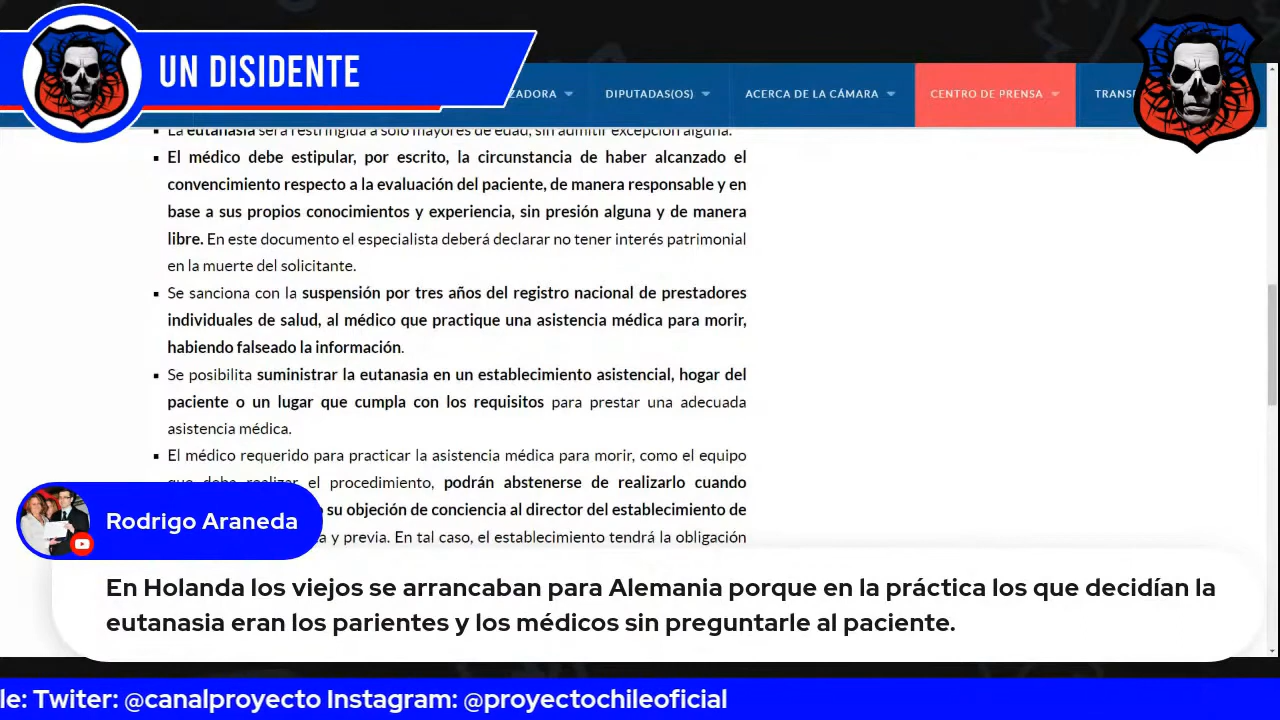 UN DISIDENTE
ZADORA
DIPUTADAS(OS)
ACERCA DE LA CÁMARA
CENTRO DE PRENSA
TRANSP
La eutanasia será restringida a sólo mayores de edad, sin admitir excepción alguna.
El médico debe estipular, por escrito, la circunstancia de haber alcanzado el
convencimiento respecto a la evaluación del paciente, de manera responsable y en
base a sus propios conocimientos y experiencia, sin presión alguna y de manera
libre. En este documento el especialista deberá declarar no tener interés patrimonial
en la muerte del solicitante.
Se sanciona con la suspensión por tres años del registro nacional de prestadores
individuales de salud, al médico que practique una asistencia médica para morir,
habiendo falseado la información.
Se posibilita suministrar la eutanasia en un establecimiento asistencial, hogar del
paciente o un lugar que cumpla con los requisitos para prestar una adecuada
asistencia médica.
El médico requerido para practicar la asistencia médica para morir, como el equipo
que debe realizar el procedimiento, podrán abstenerse de realizarlo cuando
su objeción de conciencia al director del establecimiento de
y previa. En tal caso, el establecimiento tendrá la obligación
Rodrigo Araneda
En Holanda los viejos se arrancaban para Alemania porque en la práctica los que decidían la
eutanasia eran los parientes y los médicos sin preguntarle al paciente.
le: Twiter: @canalproyecto Instagram: @proyectochileoficial